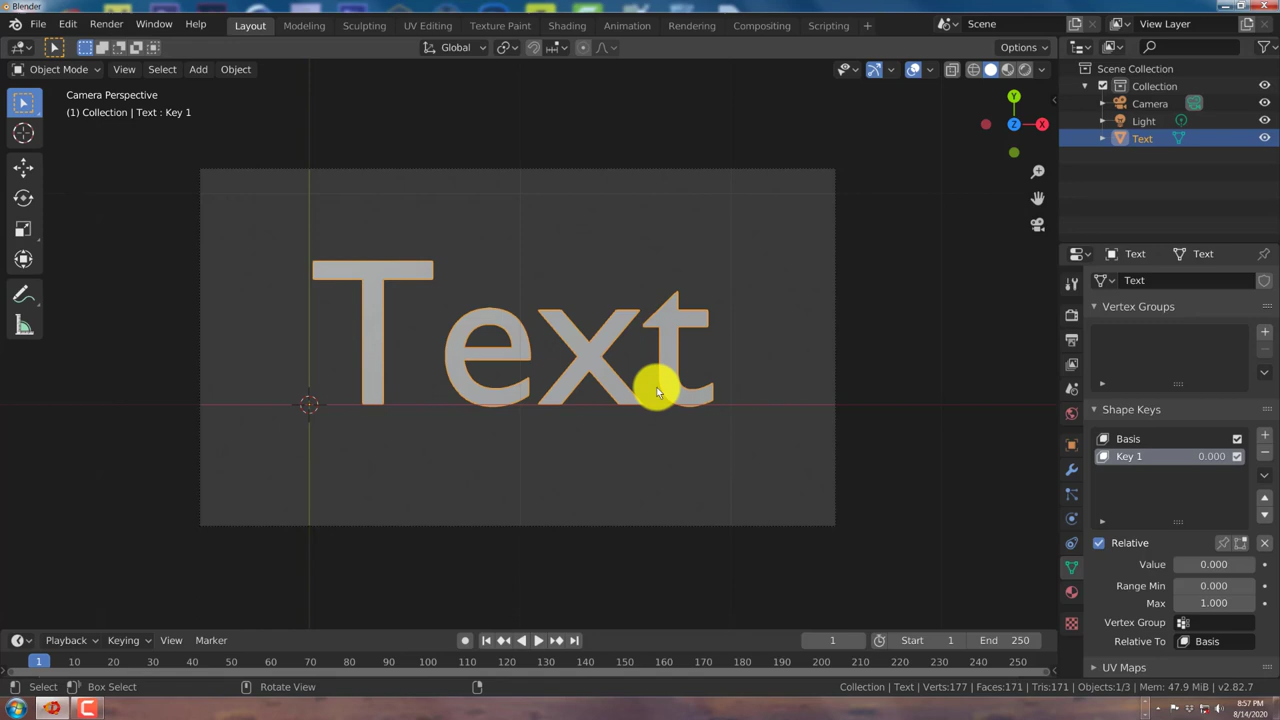 Blender
File Edit Render Window Help
Layout Modeling Sculpting UV Editing Texture Paint Shading Animation Rendering Compositing Scripting +
Scene
View Layer
Global
Options
Object Mode View Select Add Object
Camera Perspective
(1) Collection | Text : Key 1
Y
Z
X
Text
Scene Collection
Collection
Camera
Light
Text
Text
Text
Text
Vertex Groups
Shape Keys
Basis
Key 1 0.000
Relative
Value 0.000
Range Min 0.000
Max 1.000
Vertex Group
Relative To Basis
UV Maps
Playback Keying View Marker
1
Start 1
End 250
1 10 20 30 40 50 60 70 80 90 100 110 120 130 140 150 160 170 180 190 200 210 220 230 240 250
Select Box Select Rotate View
Collection | Text | Verts:177 | Faces:171 | Tris:171 | Objects:1/3 | Mem: 47.9 MiB | v2.82.7
8:57 PM
8/14/2020